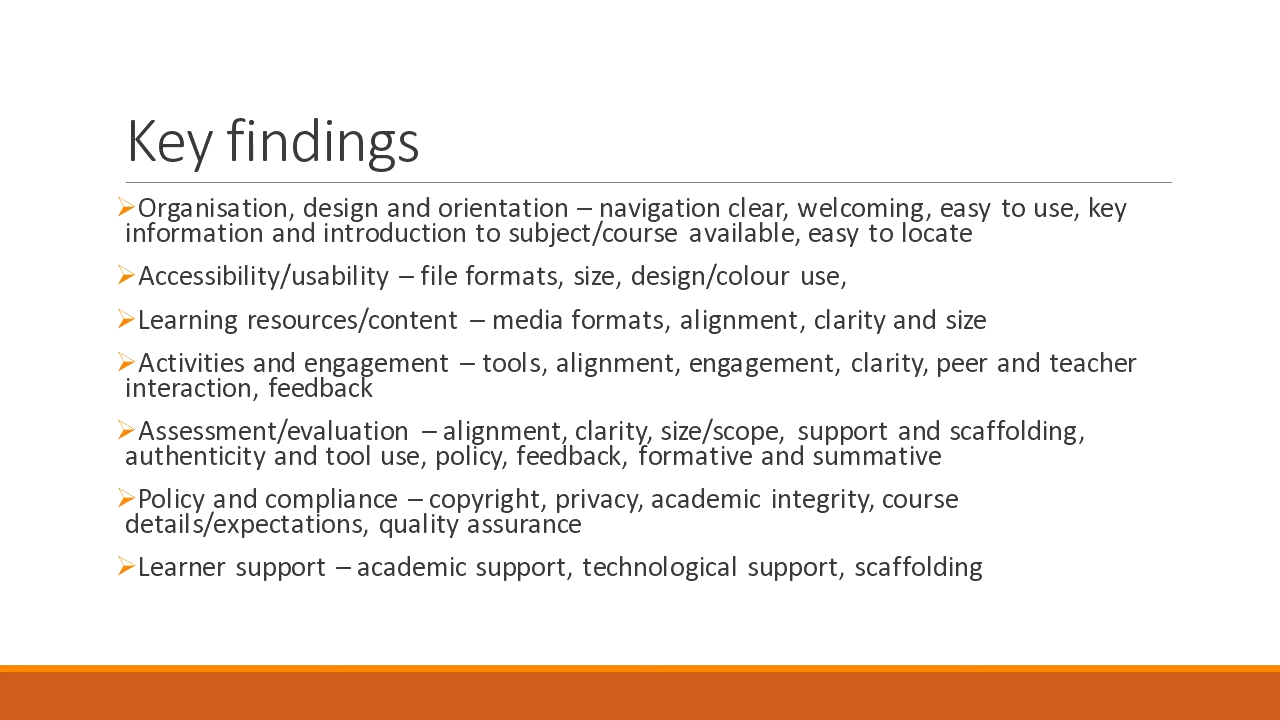 Key findings
➢Organisation, design and orientation – navigation clear, welcoming, easy to use, key
information and introduction to subject/course available, easy to locate
➢Accessibility/usability – file formats, size, design/colour use,
➢Learning resources/content – media formats, alignment, clarity and size
➢Activities and engagement – tools, alignment, engagement, clarity, peer and teacher
interaction, feedback
➢Assessment/evaluation – alignment, clarity, size/scope, support and scaffolding,
authenticity and tool use, policy, feedback, formative and summative
➢Policy and compliance – copyright, privacy, academic integrity, course
details/expectations, quality assurance
➢Learner support – academic support, technological support, scaffolding